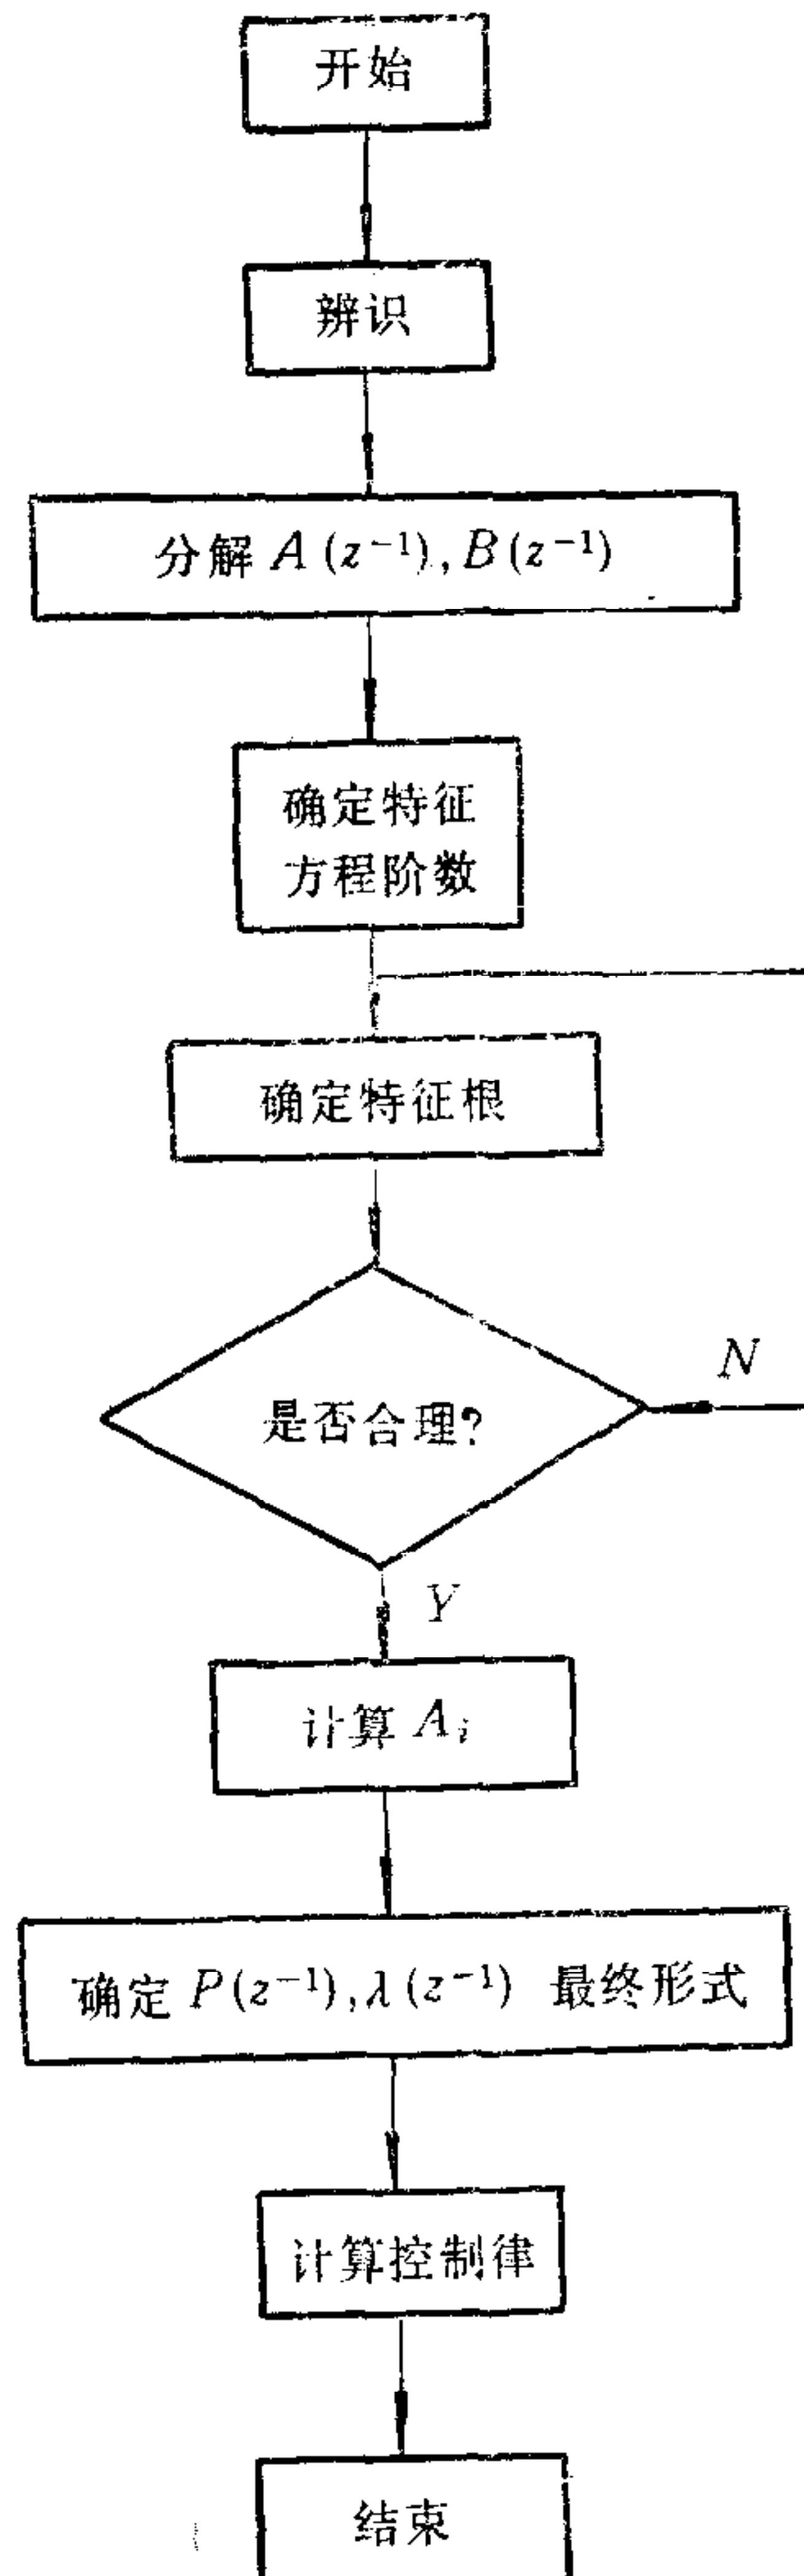 开始
辨识
分解 A(z⁻¹), B(z⁻¹)
确定特征
方程阶数
确定特征根
N
是否合理?
Y
计算 Aᵢ
确定 P(z⁻¹), λ(z⁻¹) 最终形式
计算控制律
结束